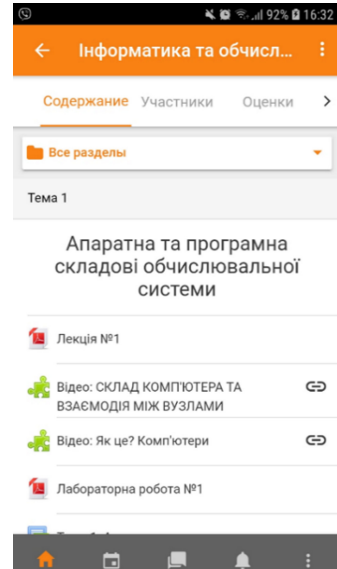 92% 16:32
Інформатика та обчисл...
Содержание Участники Оценки
Все разделы
Тема 1
Апаратна та програмна
складові обчислювальної
системи
Лекція №1
Відео: СКЛАД КОМП'ЮТЕРА ТА
ВЗАЄМОДІЯ МІЖ ВУЗЛАМИ
Відео: Як це? Комп'ютери
Лабораторна робота №1